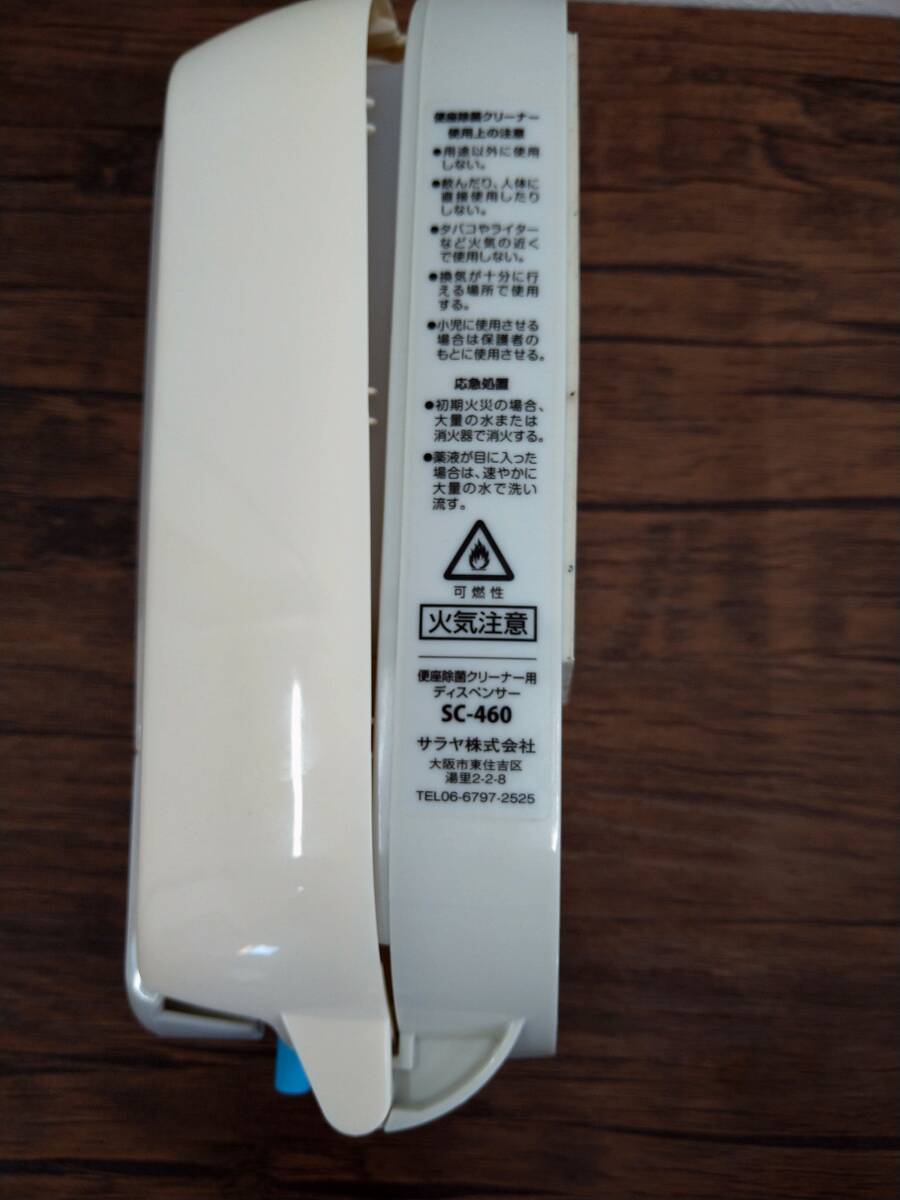 便座除菌クリーナー
使用上の注意
●用途以外に使用
しない。
●飲んだり、人体に
直接使用したり
しない。
●タバコやライター
など火気の近く
で使用しない。
●換気が十分に行
える場所で使用
する。
●小児に使用させる
場合は保護者の
もとに使用させる。
応急処置
●初期火災の場合、
大量の水または
消火器で消火する。
●薬液が目に入った
場合は、速やかに
大量の水で洗い
流す。
可燃性
火気注意
便座除菌クリーナー用
ディスペンサー
SC-460
サラヤ株式会社
大阪市東住吉区
湯里2-2-8
TEL06-6797-2525